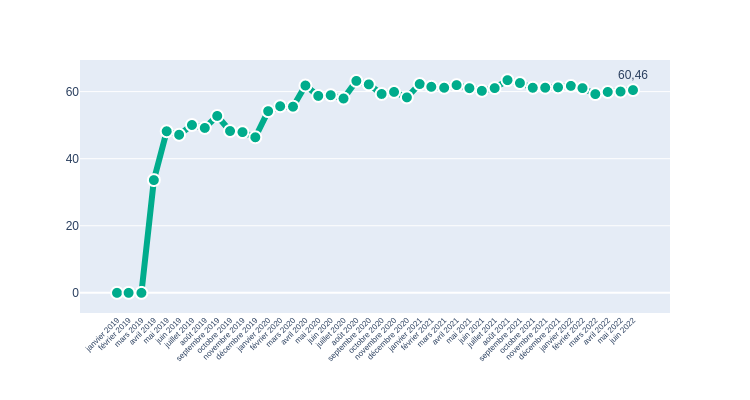 60,46
60
40
20
0
janvier 2019
février 2019
mars 2019
avril 2019
mai 2019
juin 2019
juillet 2019
août 2019
septembre 2019
octobre 2019
novembre 2019
décembre 2019
janvier 2020
février 2020
mars 2020
avril 2020
mai 2020
juin 2020
juillet 2020
août 2020
septembre 2020
octobre 2020
novembre 2020
décembre 2020
janvier 2021
février 2021
mars 2021
avril 2021
mai 2021
juin 2021
juillet 2021
août 2021
septembre 2021
octobre 2021
novembre 2021
décembre 2021
janvier 2022
février 2022
mars 2022
avril 2022
mai 2022
juin 2022